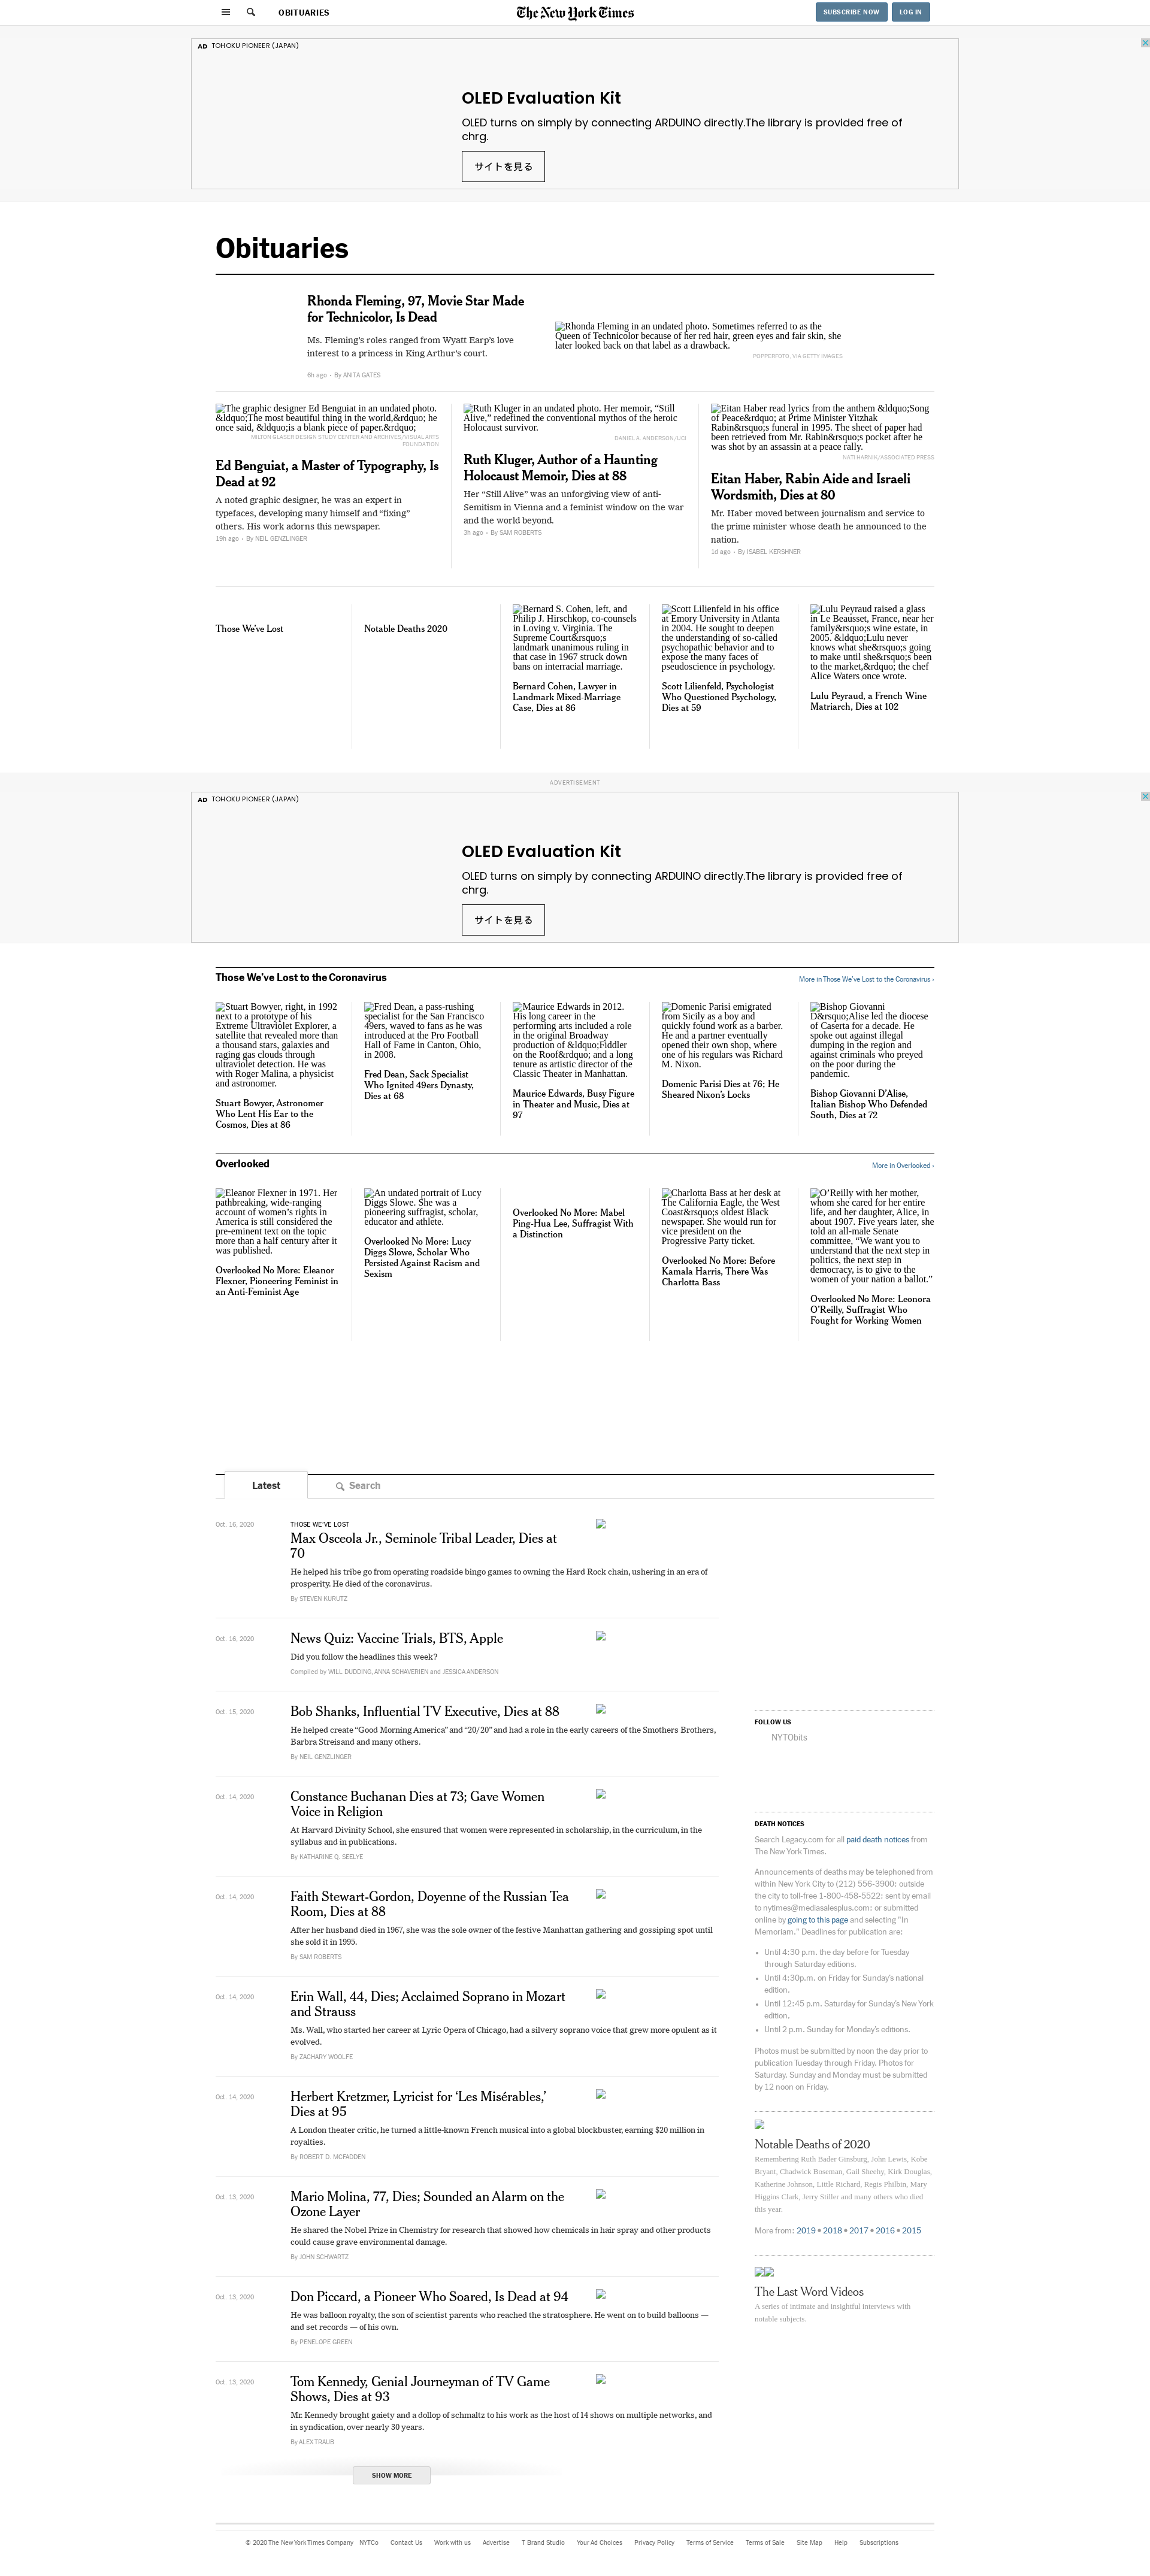 OBITUARIES
The New York Times
SUBSCRIBE NOW
LOG IN
AD TOHOKU PIONEER (JAPAN)
OLED Evaluation Kit
OLED turns on simply by connecting ARDUINO directly.The library is provided free of
chrg.
サイトを見る
Obituaries
Rhonda Fleming, 97, Movie Star Made
for Technicolor, Is Dead
Ms. Fleming’s roles ranged from Wyatt Earp’s love
interest to a princess in King Arthur’s court.
6h ago - By ANITA GATES
Rhonda Fleming in an undated photo. Sometimes referred to as the
Queen of Technicolor because of her red hair, green eyes and fair skin, she
later looked back on that label as a drawback.
POPPERFOTO, VIA GETTY IMAGES
The graphic designer Ed Benguiat in an undated photo.
&ldquo;The most beautiful thing in the world,&rdquo; he
once said, &ldquo;is a blank piece of paper.&rdquo;
MILTON GLASER DESIGN STUDY CENTER AND ARCHIVES/VISUAL ARTS
FOUNDATION
Ed Benguiat, a Master of Typography, Is
Dead at 92
A noted graphic designer, he was an expert in
typefaces, developing many himself and “fixing”
others. His work adorns this newspaper.
19h ago - By NEIL GENZLINGER
Ruth Kluger in an undated photo. Her memoir, “Still
Alive,” redefined the conventional mythos of the heroic
Holocaust survivor.
DANIEL A. ANDERSON/UCI
Ruth Kluger, Author of a Haunting
Holocaust Memoir, Dies at 88
Her “Still Alive” was an unforgiving view of anti-
Semitism in Vienna and a feminist window on the war
and the world beyond.
3h ago - By SAM ROBERTS
Eitan Haber read lyrics from the anthem &ldquo;Song
of Peace&rdquo; at Prime Minister Yitzhak
Rabin&rsquo;s funeral in 1995. The sheet of paper had
been retrieved from Mr. Rabin&rsquo;s pocket after he
was shot by an assassin at a peace rally.
NATI HARNIK/ASSOCIATED PRESS
Eitan Haber, Rabin Aide and Israeli
Wordsmith, Dies at 80
Mr. Haber moved between journalism and service to
the prime minister whose death he announced to the
nation.
1d ago - By ISABEL KERSHNER
Those We’ve Lost
Notable Deaths 2020
Bernard S. Cohen, left, and
Philip J. Hirschkop, co-counsels
in Loving v. Virginia. The
Supreme Court&rsquo;s
landmark unanimous ruling in
that case in 1967 struck down
bans on interracial marriage.
Bernard Cohen, Lawyer in
Landmark Mixed-Marriage
Case, Dies at 86
Scott Lilienfeld in his office
at Emory University in Atlanta
in 2004. He sought to deepen
the understanding of so-called
psychopathic behavior and to
expose the many faces of
pseudoscience in psychology.
Scott Lilienfeld, Psychologist
Who Questioned Psychology,
Dies at 59
Lulu Peyraud raised a glass
in Le Beausset, France, near her
family&rsquo;s wine estate, in
2005. &ldquo;Lulu never
knows what she&rsquo;s going
to make until she&rsquo;s been
to the market,&rdquo; the chef
Alice Waters once wrote.
Lulu Peyraud, a French Wine
Matriarch, Dies at 102
ADVERTISEMENT
AD TOHOKU PIONEER (JAPAN)
OLED Evaluation Kit
OLED turns on simply by connecting ARDUINO directly.The library is provided free of
chrg.
サイトを見る
Those We’ve Lost to the Coronavirus
More in Those We’ve Lost to the Coronavirus ›
Stuart Bowyer, right, in 1992
next to a prototype of his
Extreme Ultraviolet Explorer, a
satellite that revealed more than
a thousand stars, galaxies and
raging gas clouds through
ultraviolet detection. He was
with Roger Malina, a physicist
and astronomer.
Stuart Bowyer, Astronomer
Who Lent His Ear to the
Cosmos, Dies at 86
Fred Dean, a pass-rushing
specialist for the San Francisco
49ers, waved to fans as he was
introduced at the Pro Football
Hall of Fame in Canton, Ohio,
in 2008.
Fred Dean, Sack Specialist
Who Ignited 49ers Dynasty,
Dies at 68
Maurice Edwards in 2012.
His long career in the
performing arts included a role
in the original Broadway
production of &ldquo;Fiddler
on the Roof&rdquo; and a long
tenure as artistic director of the
Classic Theater in Manhattan.
Maurice Edwards, Busy Figure
in Theater and Music, Dies at
97
Domenic Parisi emigrated
from Sicily as a boy and
quickly found work as a barber.
He and a partner eventually
opened their own shop, where
one of his regulars was Richard
M. Nixon.
Domenic Parisi Dies at 76; He
Sheared Nixon’s Locks
Bishop Giovanni
D&rsquo;Alise led the diocese
of Caserta for a decade. He
spoke out against illegal
dumping in the region and
against criminals who preyed
on the poor during the
pandemic.
Bishop Giovanni D’Alise,
Italian Bishop Who Defended
South, Dies at 72
Overlooked
More in Overlooked ›
Eleanor Flexner in 1971. Her
pathbreaking, wide-ranging
account of women’s rights in
America is still considered the
pre-eminent text on the topic
more than a half century after it
was published.
Overlooked No More: Eleanor
Flexner, Pioneering Feminist in
an Anti-Feminist Age
An undated portrait of Lucy
Diggs Slowe. She was a
pioneering suffragist, scholar,
educator and athlete.
Overlooked No More: Lucy
Diggs Slowe, Scholar Who
Persisted Against Racism and
Sexism
Overlooked No More: Mabel
Ping-Hua Lee, Suffragist With
a Distinction
Charlotta Bass at her desk at
The California Eagle, the West
Coast&rsquo;s oldest Black
newspaper. She would run for
vice president on the
Progressive Party ticket.
Overlooked No More: Before
Kamala Harris, There Was
Charlotta Bass
O’Reilly with her mother,
whom she cared for her entire
life, and her daughter, Alice, in
about 1907. Five years later, she
told an all-male Senate
committee, “We want you to
understand that the next step in
politics, the next step in
democracy, is to give to the
women of your nation a ballot.”
Overlooked No More: Leonora
O’Reilly, Suffragist Who
Fought for Working Women
Latest
Search
Oct. 16, 2020
THOSE WE’VE LOST
Max Osceola Jr., Seminole Tribal Leader, Dies at
70
He helped his tribe go from operating roadside bingo games to owning the Hard Rock chain, ushering in an era of
prosperity. He died of the coronavirus.
By STEVEN KURUTZ
Oct. 16, 2020
News Quiz: Vaccine Trials, BTS, Apple
Did you follow the headlines this week?
Compiled by WILL DUDDING, ANNA SCHAVERIEN and JESSICA ANDERSON
Oct. 15, 2020
Bob Shanks, Influential TV Executive, Dies at 88
He helped create “Good Morning America” and “20/20” and had a role in the early careers of the Smothers Brothers,
Barbra Streisand and many others.
By NEIL GENZLINGER
Oct. 14, 2020
Constance Buchanan Dies at 73; Gave Women
Voice in Religion
At Harvard Divinity School, she ensured that women were represented in scholarship, in the curriculum, in the
syllabus and in publications.
By KATHARINE Q. SEELYE
Oct. 14, 2020
Faith Stewart-Gordon, Doyenne of the Russian Tea
Room, Dies at 88
After her husband died in 1967, she was the sole owner of the festive Manhattan gathering and gossiping spot until
she sold it in 1995.
By SAM ROBERTS
Oct. 14, 2020
Erin Wall, 44, Dies; Acclaimed Soprano in Mozart
and Strauss
Ms. Wall, who started her career at Lyric Opera of Chicago, had a silvery soprano voice that grew more opulent as it
evolved.
By ZACHARY WOOLFE
Oct. 14, 2020
Herbert Kretzmer, Lyricist for ‘Les Misérables,’
Dies at 95
A London theater critic, he turned a little-known French musical into a global blockbuster, earning $20 million in
royalties.
By ROBERT D. MCFADDEN
Oct. 13, 2020
Mario Molina, 77, Dies; Sounded an Alarm on the
Ozone Layer
He shared the Nobel Prize in Chemistry for research that showed how chemicals in hair spray and other products
could cause grave environmental damage.
By JOHN SCHWARTZ
Oct. 13, 2020
Don Piccard, a Pioneer Who Soared, Is Dead at 94
He was balloon royalty, the son of scientist parents who reached the stratosphere. He went on to build balloons —
and set records — of his own.
By PENELOPE GREEN
Oct. 13, 2020
Tom Kennedy, Genial Journeyman of TV Game
Shows, Dies at 93
Mr. Kennedy brought gaiety and a dollop of schmaltz to his work as the host of 14 shows on multiple networks, and
in syndication, over nearly 30 years.
By ALEX TRAUB
SHOW MORE
FOLLOW US
NYTObits
DEATH NOTICES
Search Legacy.com for all paid death notices from
The New York Times.
Announcements of deaths may be telephoned from
within New York City to (212) 556-3900: outside
the city to toll-free 1-800-458-5522: sent by email
to nytimes@mediasalesplus.com: or submitted
online by going to this page and selecting "In
Memoriam." Deadlines for publication are:
• Until 4:30 p.m. the day before for Tuesday
through Saturday editions.
• Until 4:30p.m. on Friday for Sunday’s national
edition.
• Until 12:45 p.m. Saturday for Sunday’s New York
edition.
• Until 2 p.m. Sunday for Monday’s editions.
Photos must be submitted by noon the day prior to
publication Tuesday through Friday. Photos for
Saturday, Sunday and Monday must be submitted
by 12 noon on Friday.
Notable Deaths of 2020
Remembering Ruth Bader Ginsburg, John Lewis, Kobe
Bryant, Chadwick Boseman, Gail Sheehy, Kirk Douglas,
Katherine Johnson, Little Richard, Regis Philbin, Mary
Higgins Clark, Jerry Stiller and many others who died
this year.
More from: 2019 • 2018 • 2017 • 2016 • 2015
The Last Word Videos
A series of intimate and insightful interviews with
notable subjects.
© 2020 The New York Times Company NYTCo Contact Us Work with us Advertise T Brand Studio Your Ad Choices Privacy Policy Terms of Service Terms of Sale Site Map Help Subscriptions